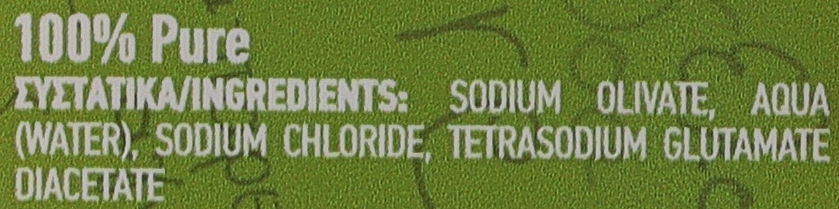 100% Pure
ΣΥΣΤΑΤΙΚΑ/INGREDIENTS: SODIUM OLIVATE, AQUA
(WATER), SODIUM CHLORIDE, TETRASODIUM GLUTAMATE
DIACETATE